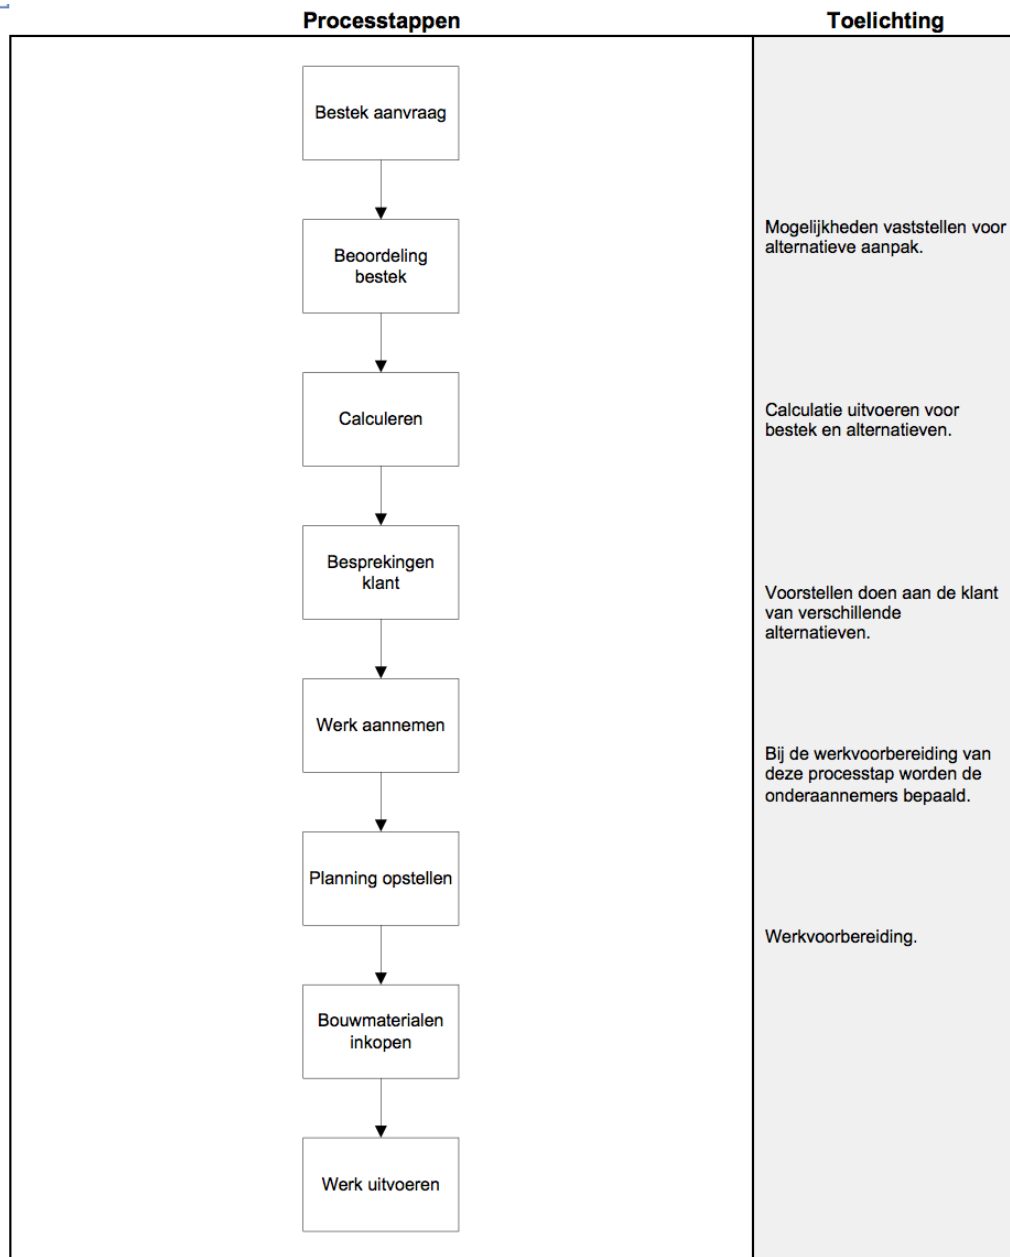 Processtappen
Toelichting
Bestek aanvraag
Beoordeling
bestek
Mogelijkheden vaststellen voor
alternatieve aanpak.
Calculeren
Calculatie uitvoeren voor
bestek en alternatieven.
Besprekingen
klant
Voorstellen doen aan de klant
van verschillende
alternatieven.
Werk aannemen
Bij de werkvoorbereiding van
deze processtap worden de
onderaannemers bepaald.
Planning opstellen
Werkvoorbereiding.
Bouwmaterialen
inkopen
Werk uitvoeren